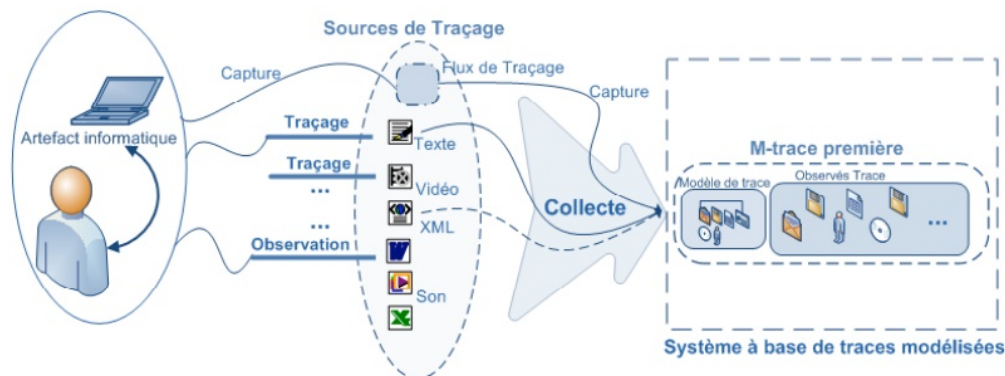 Sources de Traçage
Capture
Flux de Traçage
Capture
Artefact informatique
Traçage
Texte
Traçage
...
Vidéo
...
XML
Observation
Son
Collecte
M-trace première
Modèle de trace
Observés Trace
...
Système à base de traces modélisées